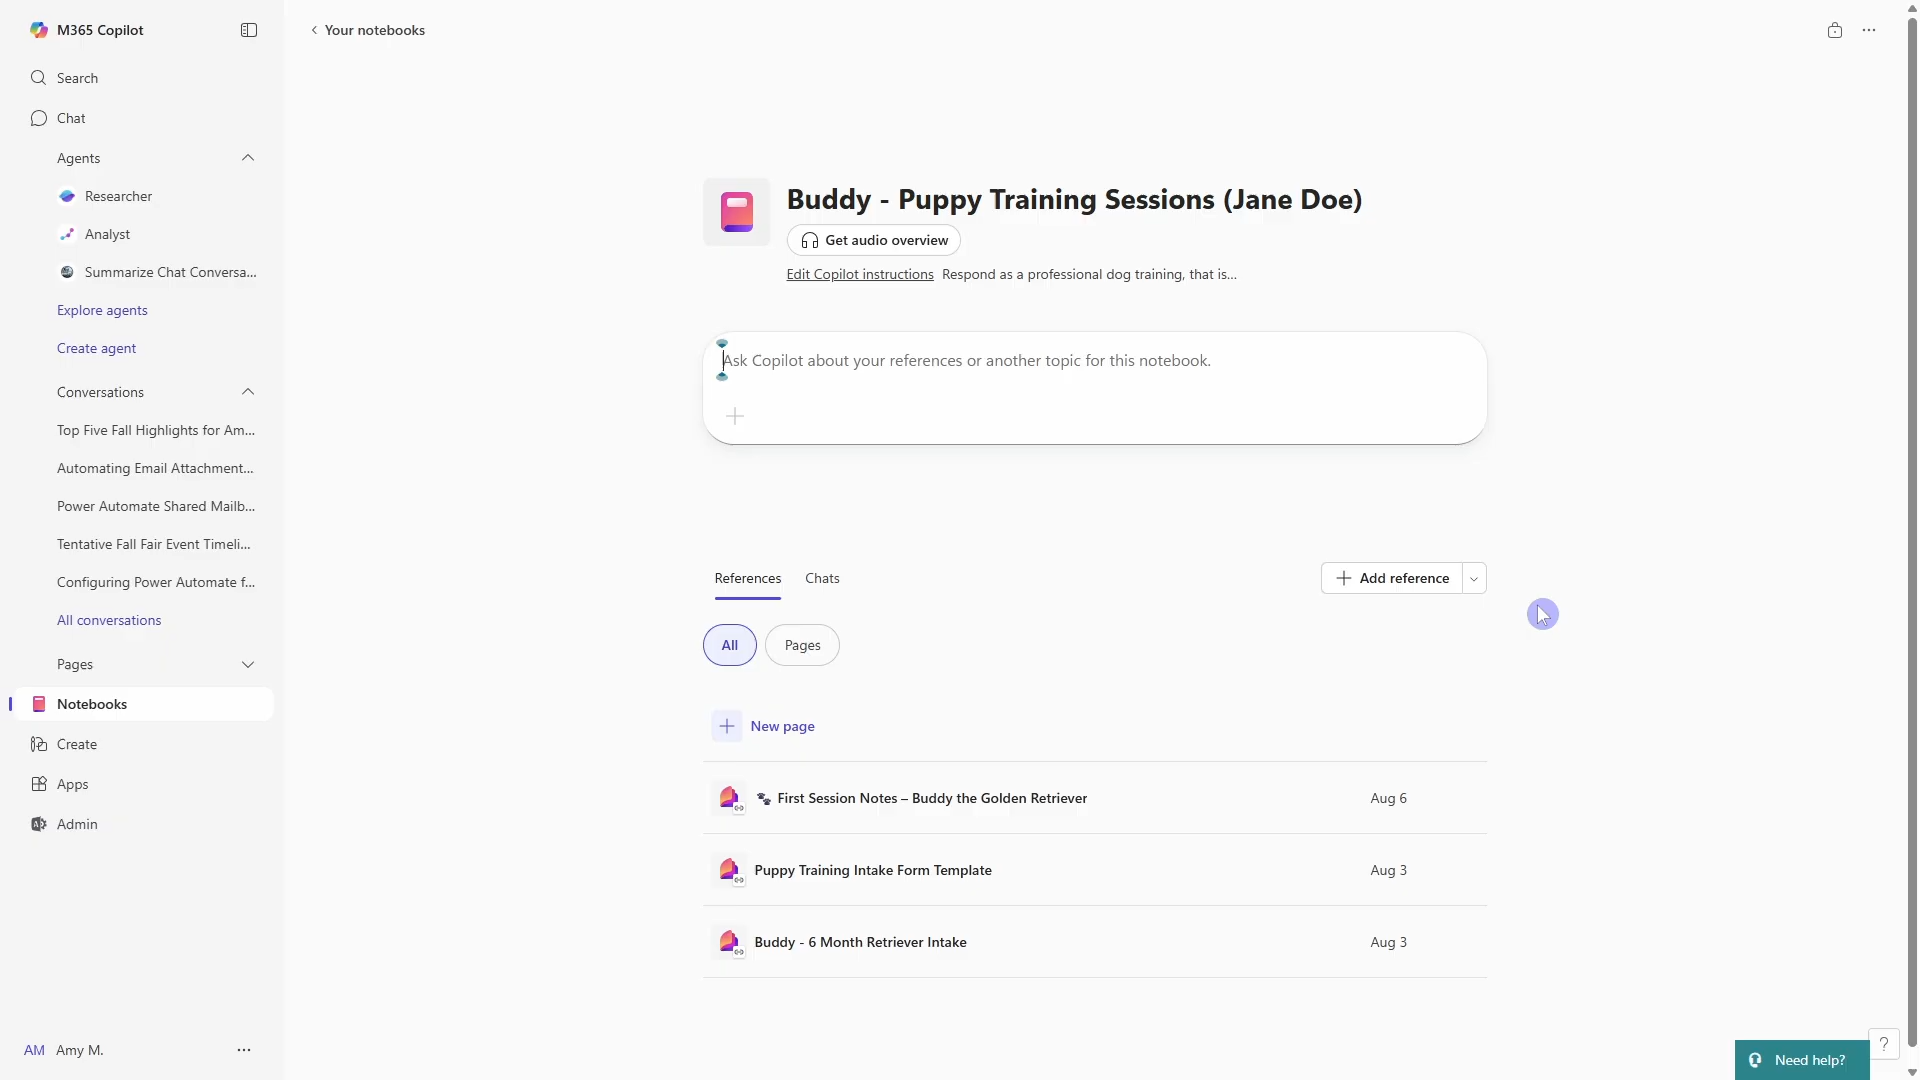 M365 Copilot
Search
Chat
Agents
Researcher
Analyst
Summarize Chat Conversa...
Explore agents
Create agent
Conversations
Top Five Fall Highlights for Am...
Automating Email Attachment...
Power Automate Shared Mailb...
Tentative Fall Fair Event Timeli...
Configuring Power Automate f...
All conversations
Pages
Notebooks
Create
Apps
Admin
AM Amy M.
Your notebooks
Buddy - Puppy Training Sessions (Jane Doe)
Get audio overview
Edit Copilot instructions Respond as a professional dog training, that is...
Ask Copilot about your references or another topic for this notebook.
References Chats
Add reference
All Pages
New page
First Session Notes – Buddy the Golden Retriever Aug 6
Puppy Training Intake Form Template Aug 3
Buddy - 6 Month Retriever Intake Aug 3
Need help?
?